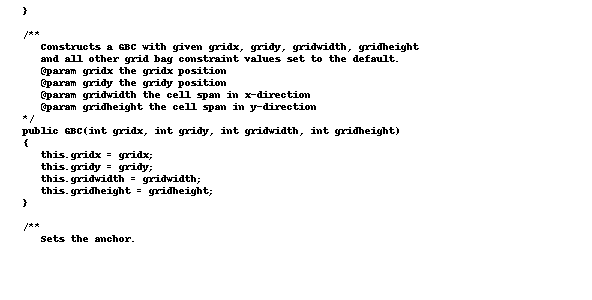 }
/**
Constructs a GBC with given gridx, gridy, gridwidth, gridheight
and all other grid bag constraint values set to the default.
@param gridx the gridx position
@param gridy the gridy position
@param gridwidth the cell span in x-direction
@param gridheight the cell span in y-direction
*/
public GBC(int gridx, int gridy, int gridwidth, int gridheight)
{
this.gridx = gridx;
this.gridy = gridy;
this.gridwidth = gridwidth;
this.gridheight = gridheight;
}
/**
Sets the anchor.